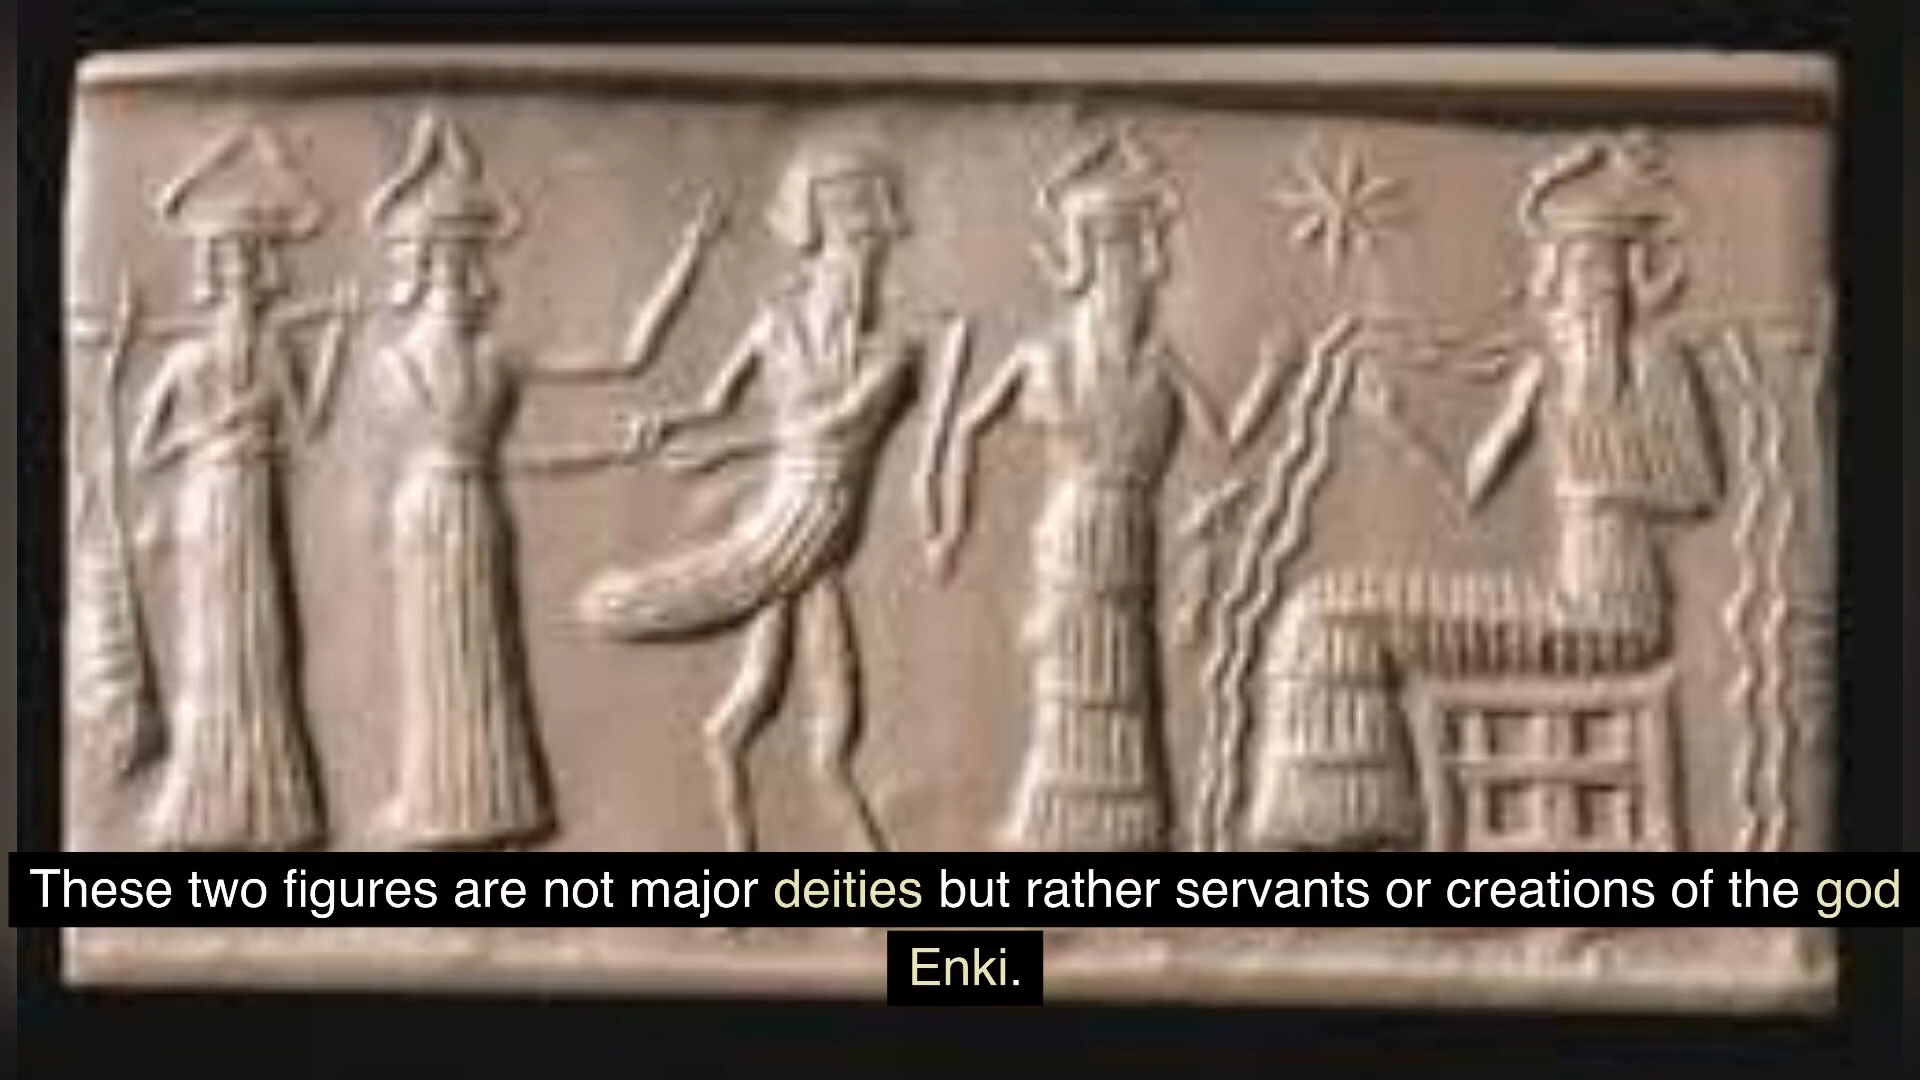 These two figures are not major deities but rather servants or creations of the god
Enki.